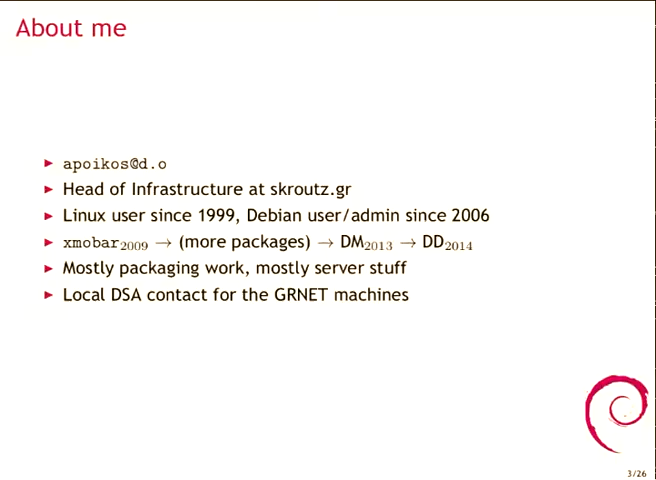 About me
▶ apoikos@d.o
▶ Head of Infrastructure at skroutz.gr
▶ Linux user since 1999, Debian user/admin since 2006
▶ xmobar2009 → (more packages) → DM2013 → DD2014
▶ Mostly packaging work, mostly server stuff
▶ Local DSA contact for the GRNET machines
3/26